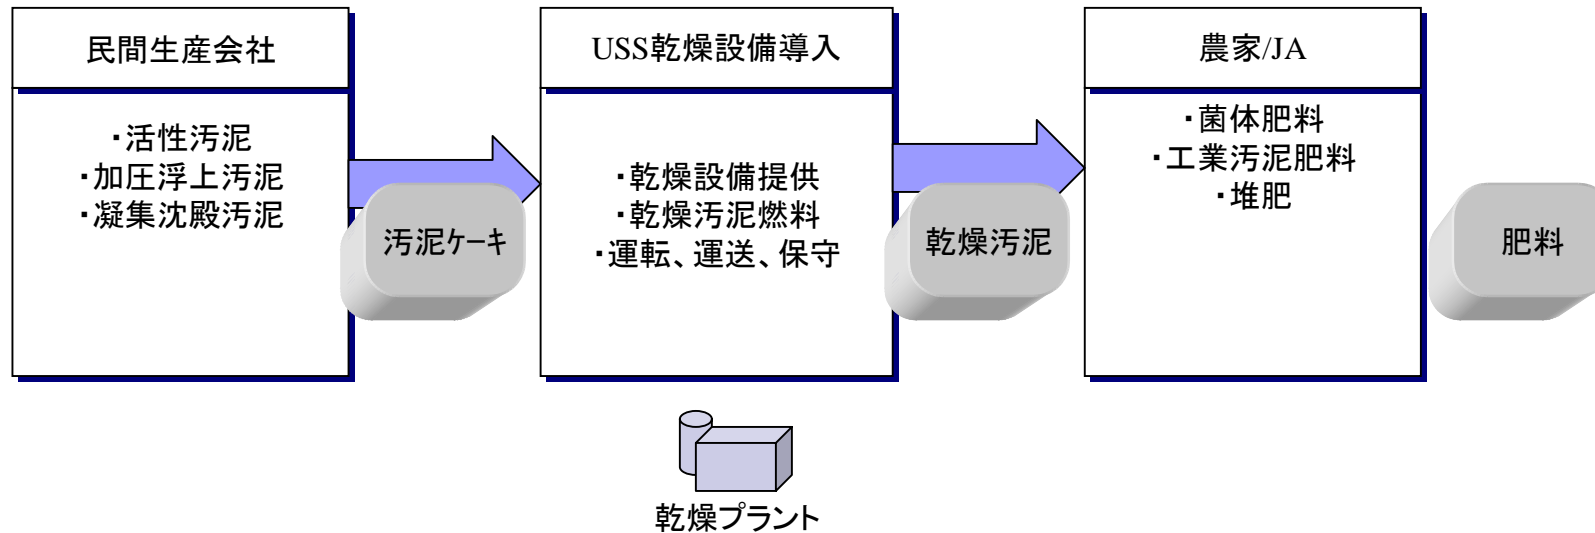 民間生産会社
・活性汚泥
・加圧浮上汚泥
・凝集沈殿汚泥
汚泥ケーキ
USS乾燥設備導入
・乾燥設備提供
・乾燥汚泥燃料
・運転、運送、保守
乾燥汚泥
農家/JA
・菌体肥料
・工業汚泥肥料
・堆肥
肥料
乾燥プラント